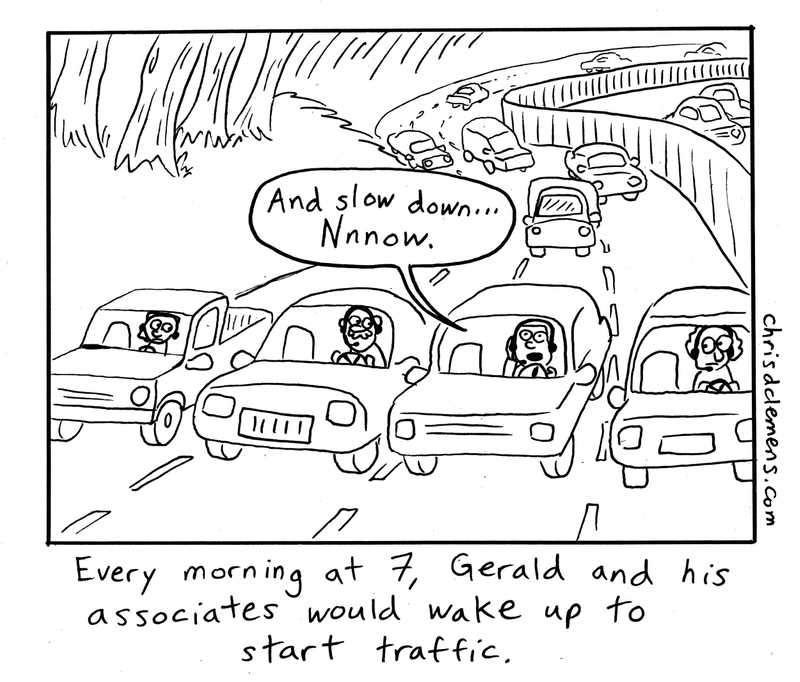 And slow down...
Nnnow.
chrisdclemens.com
Every morning at 7, Gerald and his
associates would wake up to
start traffic.